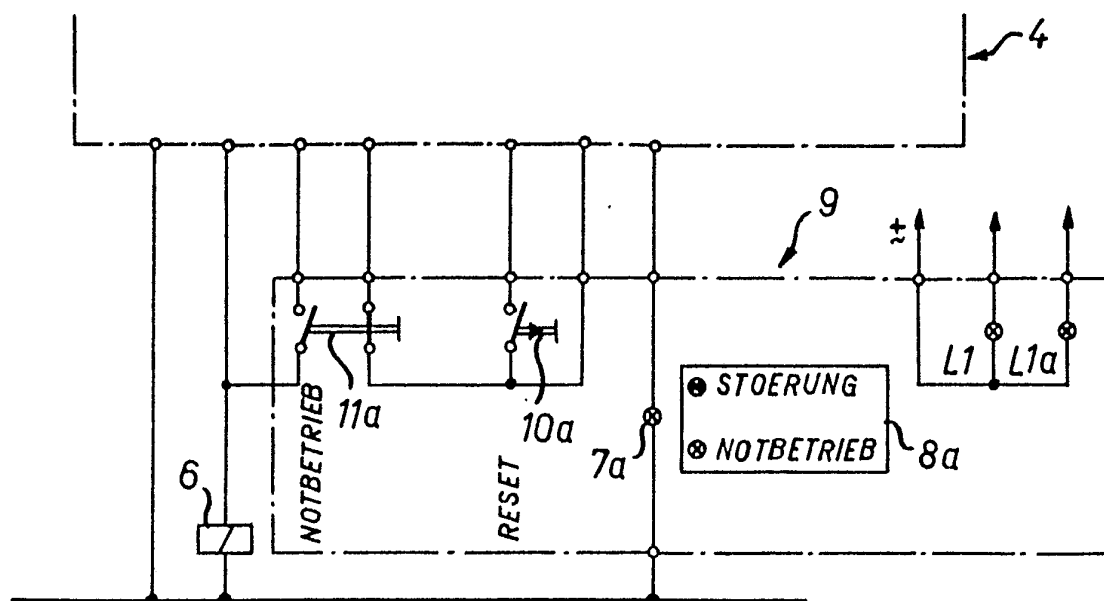 4
9
±
~
L1 L1a
NOTBETRIEB
11a
10a
RESET
7a
STOERUNG
NOTBETRIEB
8a
6